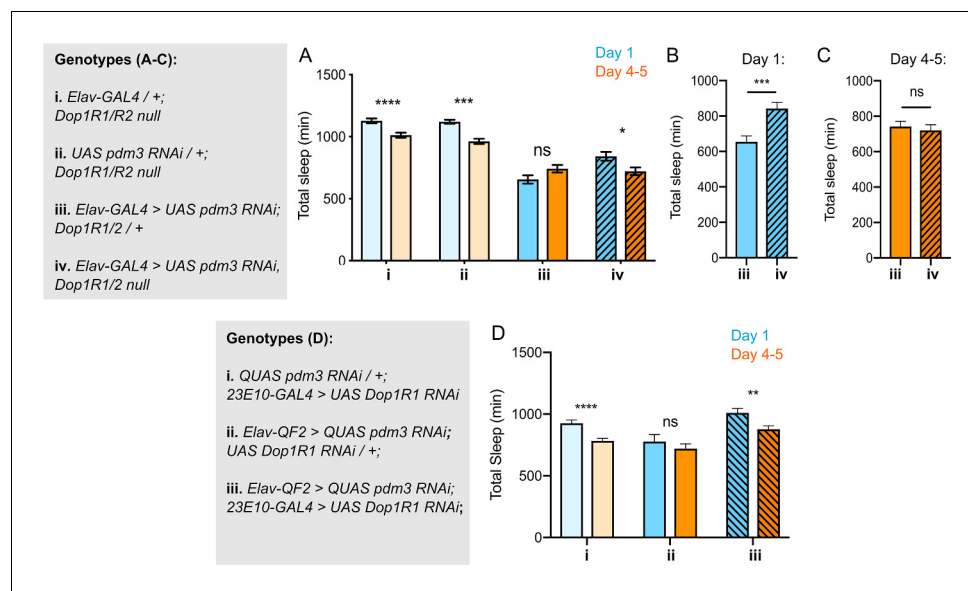 Genotypes (A-C):
i. Elav-GAL4 / +;
Dop1R1/R2 null
ii. UAS pdm3 RNAi / +;
Dop1R1/R2 null
iii. Elav-GAL4 > UAS pdm3 RNAi;
Dop1R1/2 / +
iv. Elav-GAL4 > UAS pdm3 RNAi,
Dop1R1/2 null
A
Day 1
Day 4-5
Total sleep (min)
1500
1000
500
0
****
***
ns
*
i
ii
iii
iv
B
Day 1:
Total sleep (min)
1000
800
600
400
200
0
***
iii
iv
C
Day 4-5:
Total sleep (min)
1000
800
600
400
200
0
ns
iii
iv
Genotypes (D):
i. QUAS pdm3 RNAi / +;
23E10-GAL4 > UAS Dop1R1 RNAi
ii. Elav-QF2 > QUAS pdm3 RNAi;
UAS Dop1R1 RNAi / +;
iii. Elav-QF2 > QUAS pdm3 RNAi;
23E10-GAL4 > UAS Dop1R1 RNAi;
D
Day 1
Day 4-5
Total Sleep (min)
1500
1000
500
0
****
ns
**
i
ii
iii